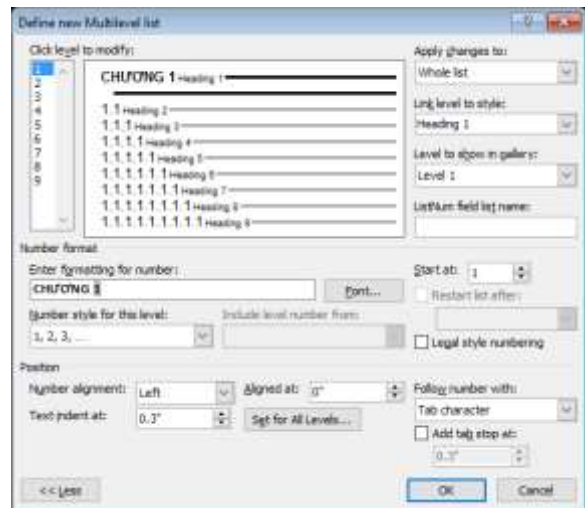 Define new Multilevel list
Click level to modify:
1
2
3
4
5
6
7
8
9
CHƯƠNG 1 Heading 1
1.1 Heading 2
1.1.1 Heading 3
1.1.1.1 Heading 4
1.1.1.1.1 Heading 5
1.1.1.1.1.1 Heading 6
1.1.1.1.1.1.1 Heading 7
1.1.1.1.1.1.1.1 Heading 8
1.1.1.1.1.1.1.1.1 Heading 9
Apply changes to:
Whole list
Link level to style:
Heading 1
Level to show in gallery:
Level 1
ListNum field list name:
Number format
Enter formatting for number:
CHƯƠNG 1
Font...
Number style for this level:
Include level number from:
1, 2, 3, ...
Start at: 1
Restart list after:
Legal style numbering
Position
Number alignment: Left
Aligned at: 0"
Text indent at: 0.3"
Set for All Levels...
Follow number with:
Tab character
Add tab stop at:
0.3"
<< Less
OK
Cancel